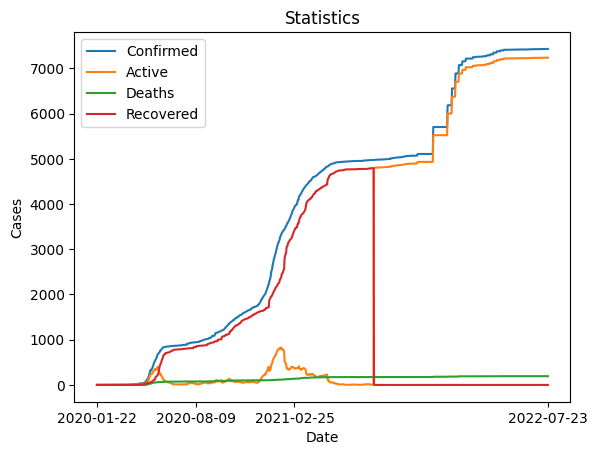 Statistics
Confirmed
Active
Deaths
Recovered
7000
6000
5000
4000
3000
2000
1000
0
Cases
2020-01-22
2020-08-09
2021-02-25
2022-07-23
Date